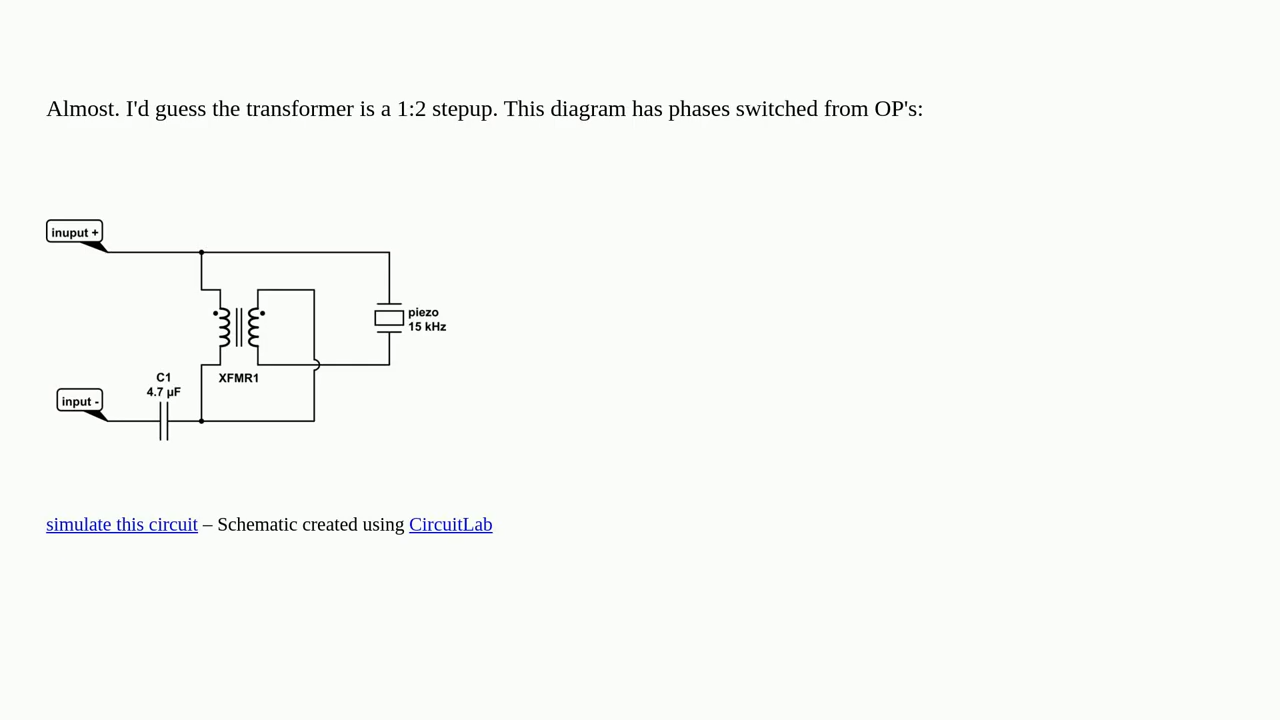 Almost. I'd guess the transformer is a 1:2 stepup. This diagram has phases switched from OP's:
inuput +
piezo
15 kHz
C1
4.7 µF
XFMR1
input -
simulate this circuit – Schematic created using CircuitLab